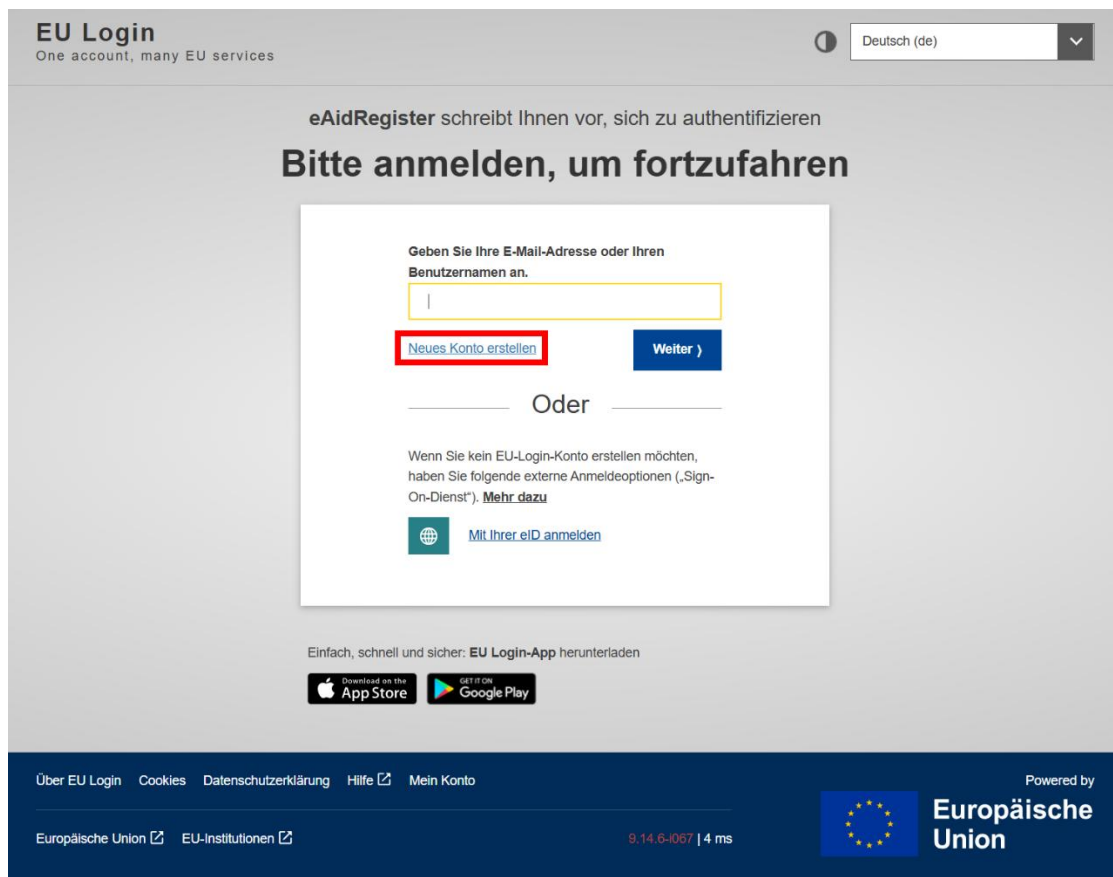 EU Login
One account, many EU services
Deutsch (de)
eAidRegister schreibt Ihnen vor, sich zu authentifizieren
Bitte anmelden, um fortzufahren
Geben Sie Ihre E-Mail-Adresse oder Ihren
Benutzernamen an.
Neues Konto erstellen
Weiter
Oder
Wenn Sie kein EU-Login-Konto erstellen möchten,
haben Sie folgende externe Anmeldeoptionen („Sign-
On-Dienst“). Mehr dazu
Mit Ihrer eID anmelden
Einfach, schnell und sicher: EU Login-App herunterladen
Download on the
App Store
GET IT ON
Google Play
Über EU Login Cookies Datenschutzerklärung Hilfe Mein Konto
Powered by
Europäische
Union
Europäische Union EU-Institutionen
9.14.6-i067 | 4 ms